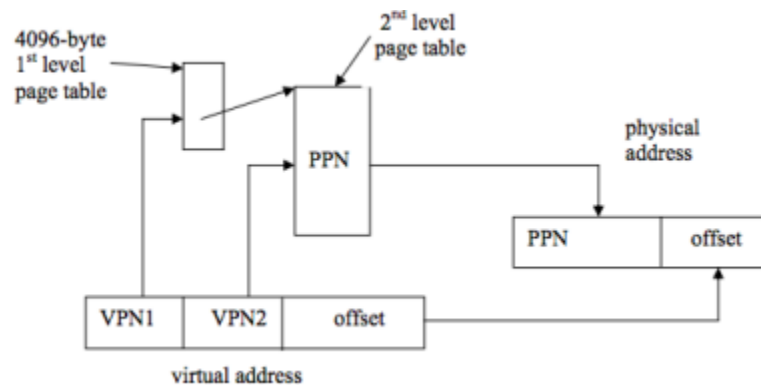 4096-byte
1st level
page table
2nd level
page table
PPN
physical
address
PPN offset
VPN1 VPN2 offset
virtual address